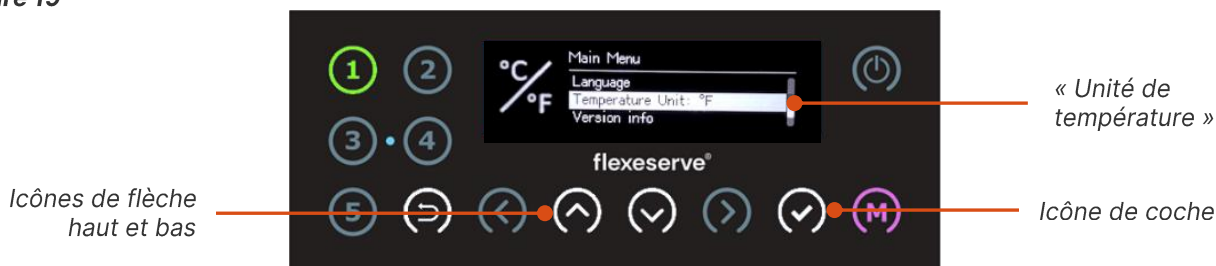 1
2
°C/°F
Main Menu
Language
Temperature Unit: °F
Version info
« Unité de
température »
3
4
flexeserve®
Icônes de flèche
haut et bas
5
M
Icône de coche